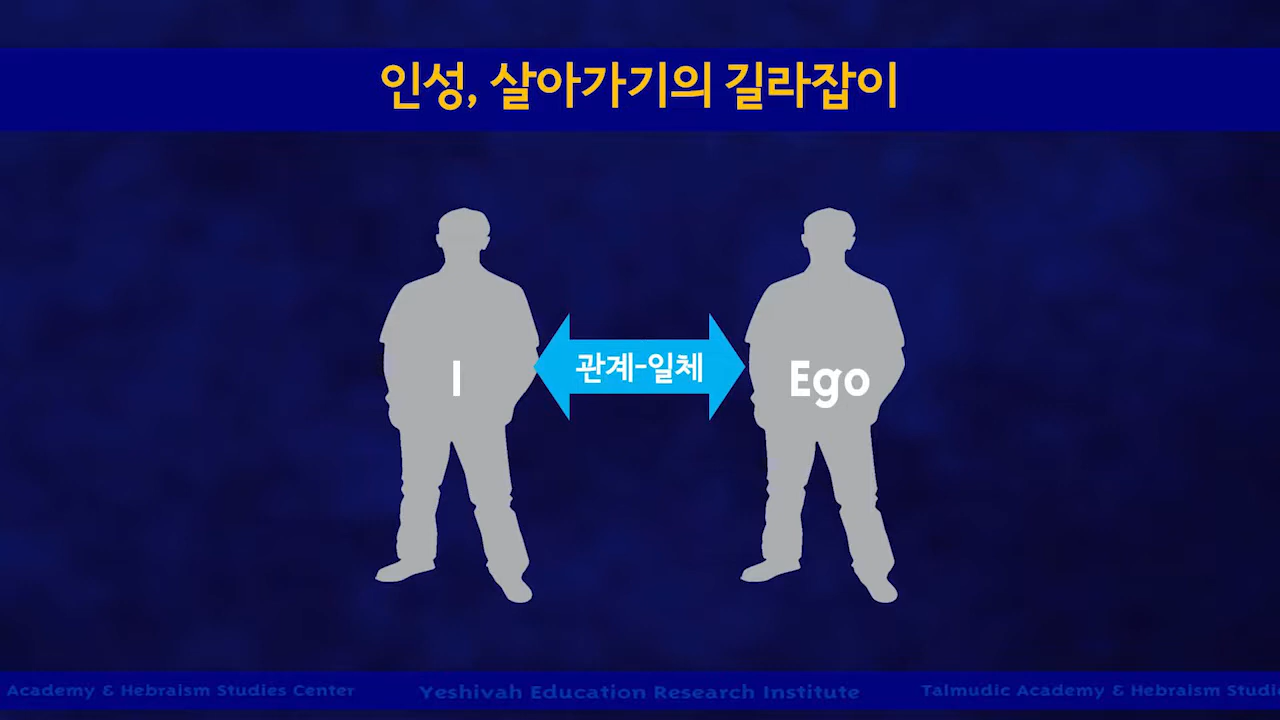 인성, 살아가기의 길라잡이
I
관계-일체
Ego
Academy & Hebraism Studies Center
Yeshivah Education Research Institute
Talmudic Academy & Hebraism